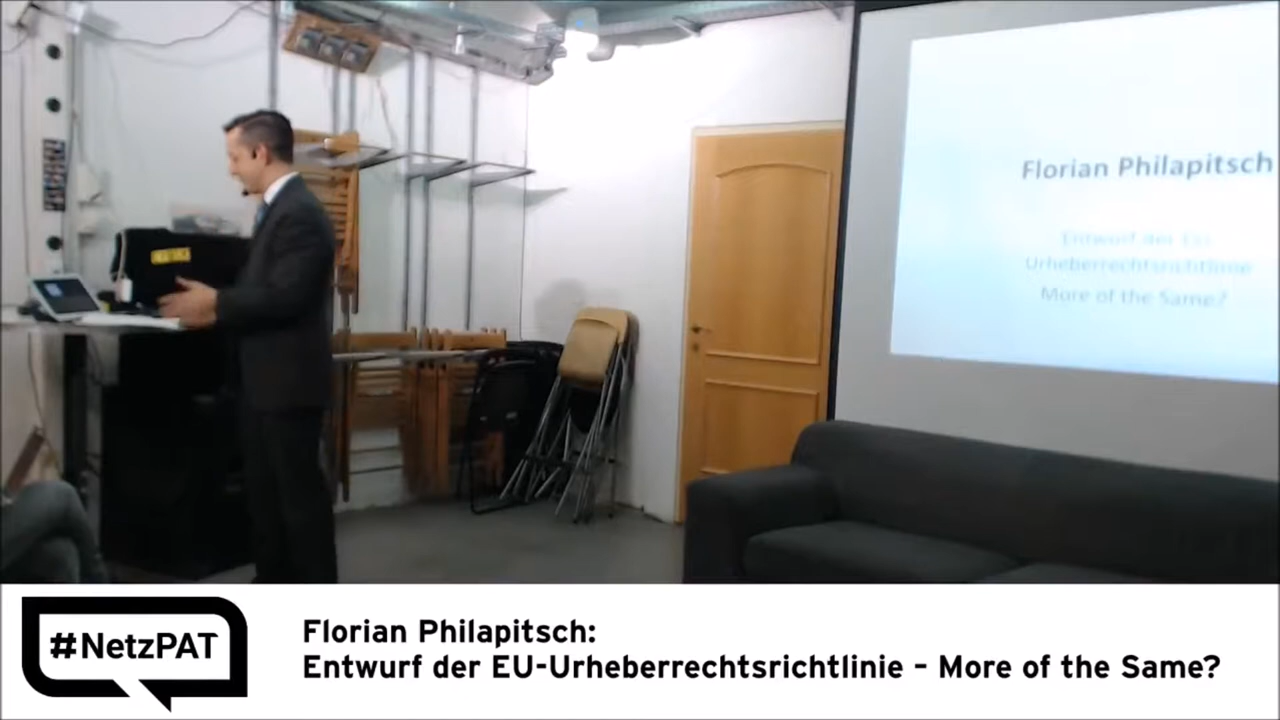 Florian Philapitsch
Entwurf der EU-
Urheberrechtsrichtlinie
More of the Same?
#NetzPAT
Florian Philapitsch:
Entwurf der EU-Urheberrechtsrichtlinie – More of the Same?